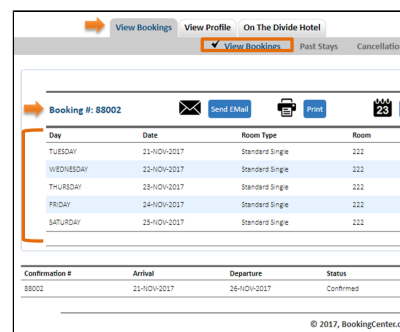 View Bookings View Profile On The Divide Hotel
View Bookings Past Stays Cancellatio
Booking #: 88002 Send EMail Print 23
Day Date Room Type Room
TUESDAY 21-NOV-2017 Standard Single 222
WEDNESDAY 22-NOV-2017 Standard Single 222
THURSDAY 23-NOV-2017 Standard Single 222
FRIDAY 24-NOV-2017 Standard Single 222
SATURDAY 25-NOV-2017 Standard Single 222
Confirmation # Arrival Departure Status
88002 21-NOV-2017 26-NOV-2017 Confirmed
© 2017, BookingCenter.c